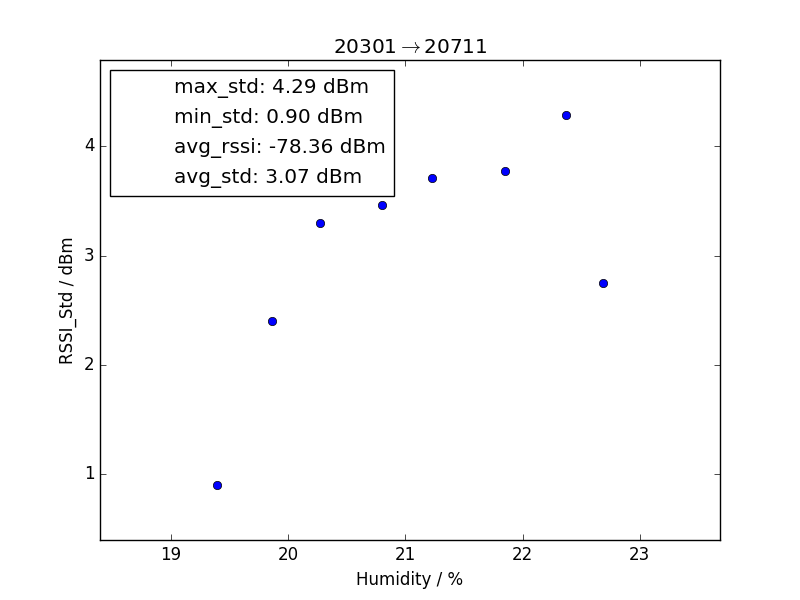 20301→20711
max_std: 4.29 dBm
min_std: 0.90 dBm
avg_rssi: -78.36 dBm
avg_std: 3.07 dBm
RSSI_Std / dBm
4
3
2
1
19 20 21 22 23
Humidity / %